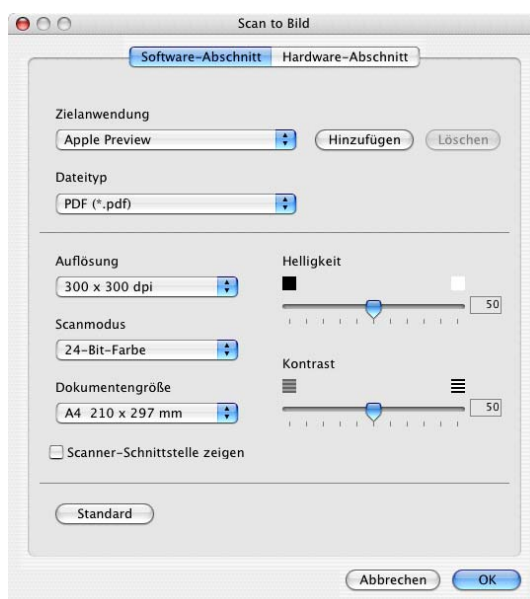 Scan to Bild
Software-Abschnitt Hardware-Abschnitt
Zielanwendung
Apple Preview Hinzufügen Löschen
Dateityp
PDF (*.pdf)
Auflösung
300 x 300 dpi
Scanmodus
24-Bit-Farbe
Dokumentengröße
A4 210 x 297 mm
Scanner-Schnittstelle zeigen
Helligkeit
50
Kontrast
50
Standard
Abbrechen OK